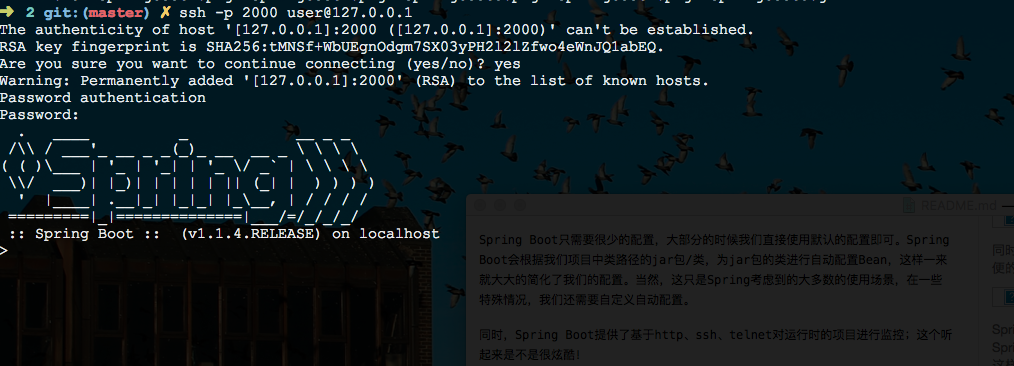 ➜ 2 git:(master) ✗ ssh -p 2000 user@127.0.0.1
The authenticity of host '[127.0.0.1]:2000 ([127.0.0.1]:2000)' can't be established.
RSA key fingerprint is SHA256:tMNSf+WbUEgnOdgm7SX03yPH2l2lZfwo4eWnJQ1abEQ.
Are you sure you want to continue connecting (yes/no)? yes
Warning: Permanently added '[127.0.0.1]:2000' (RSA) to the list of known hosts.
Password authentication
Password:
Spring
:: Spring Boot ::  (v1.1.4.RELEASE) on localhost
>
README.md —
Spring Boot只需要很少的配置，大部分的时候我们直接使用默认的配置即可。Spring
Boot会根据我们项目中类路径的jar包/类，为jar包的类进行自动配置Bean，这样一来
就大大的简化了我们的配置。当然，这只是Spring考虑到的大多数的使用场景，在一些
特殊情况，我们还需要自定义自动配置。
同时，Spring Boot提供了基于http、ssh、telnet对运行时的项目进行监控；这个听
起来是不是很炫酷！
同时
便的
Spr
Spr